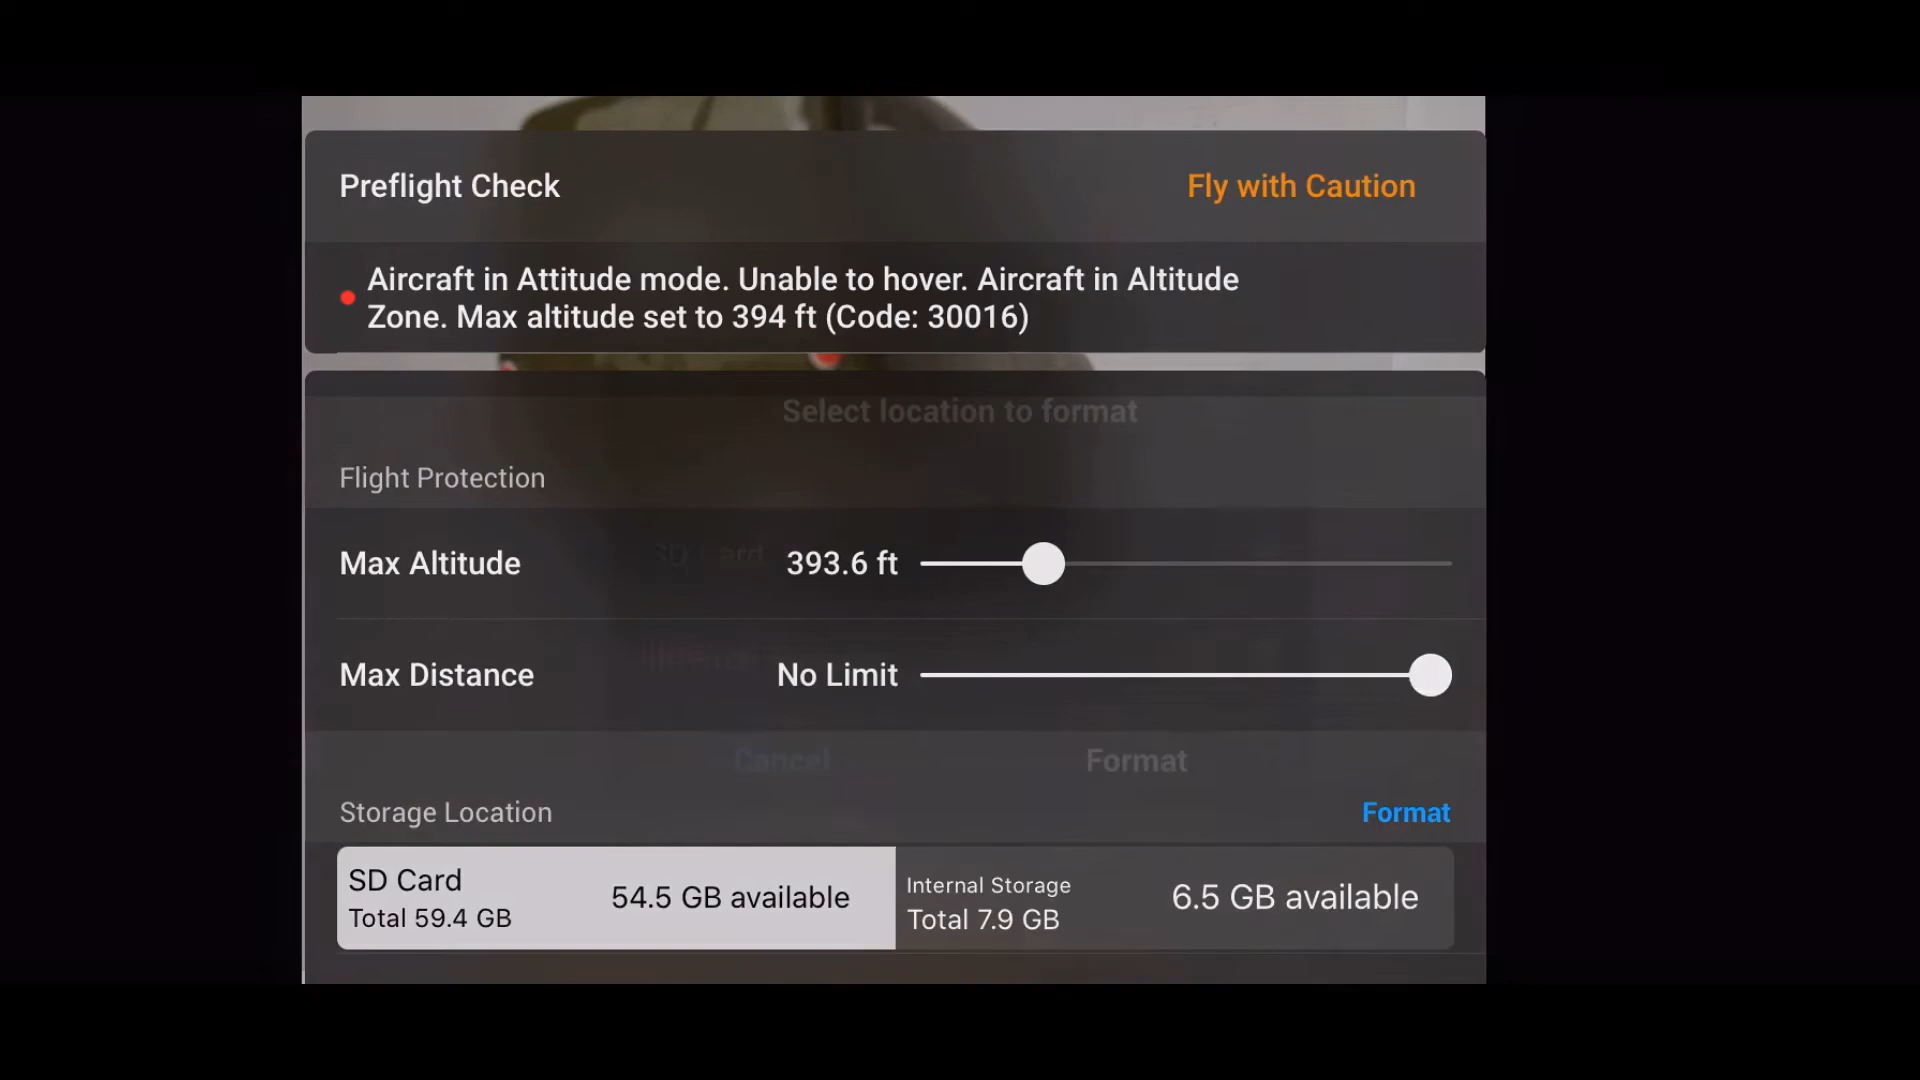 Preflight Check
Fly with Caution
Aircraft in Attitude mode. Unable to hover. Aircraft in Altitude
Zone. Max altitude set to 394 ft (Code: 30016)
Select location to format
Flight Protection
SD Card
Max Altitude
393.6 ft
Max Distance
No Limit
Cancel
Format
Storage Location
Format
SD Card
Total 59.4 GB
54.5 GB available
Internal Storage
Total 7.9 GB
6.5 GB available